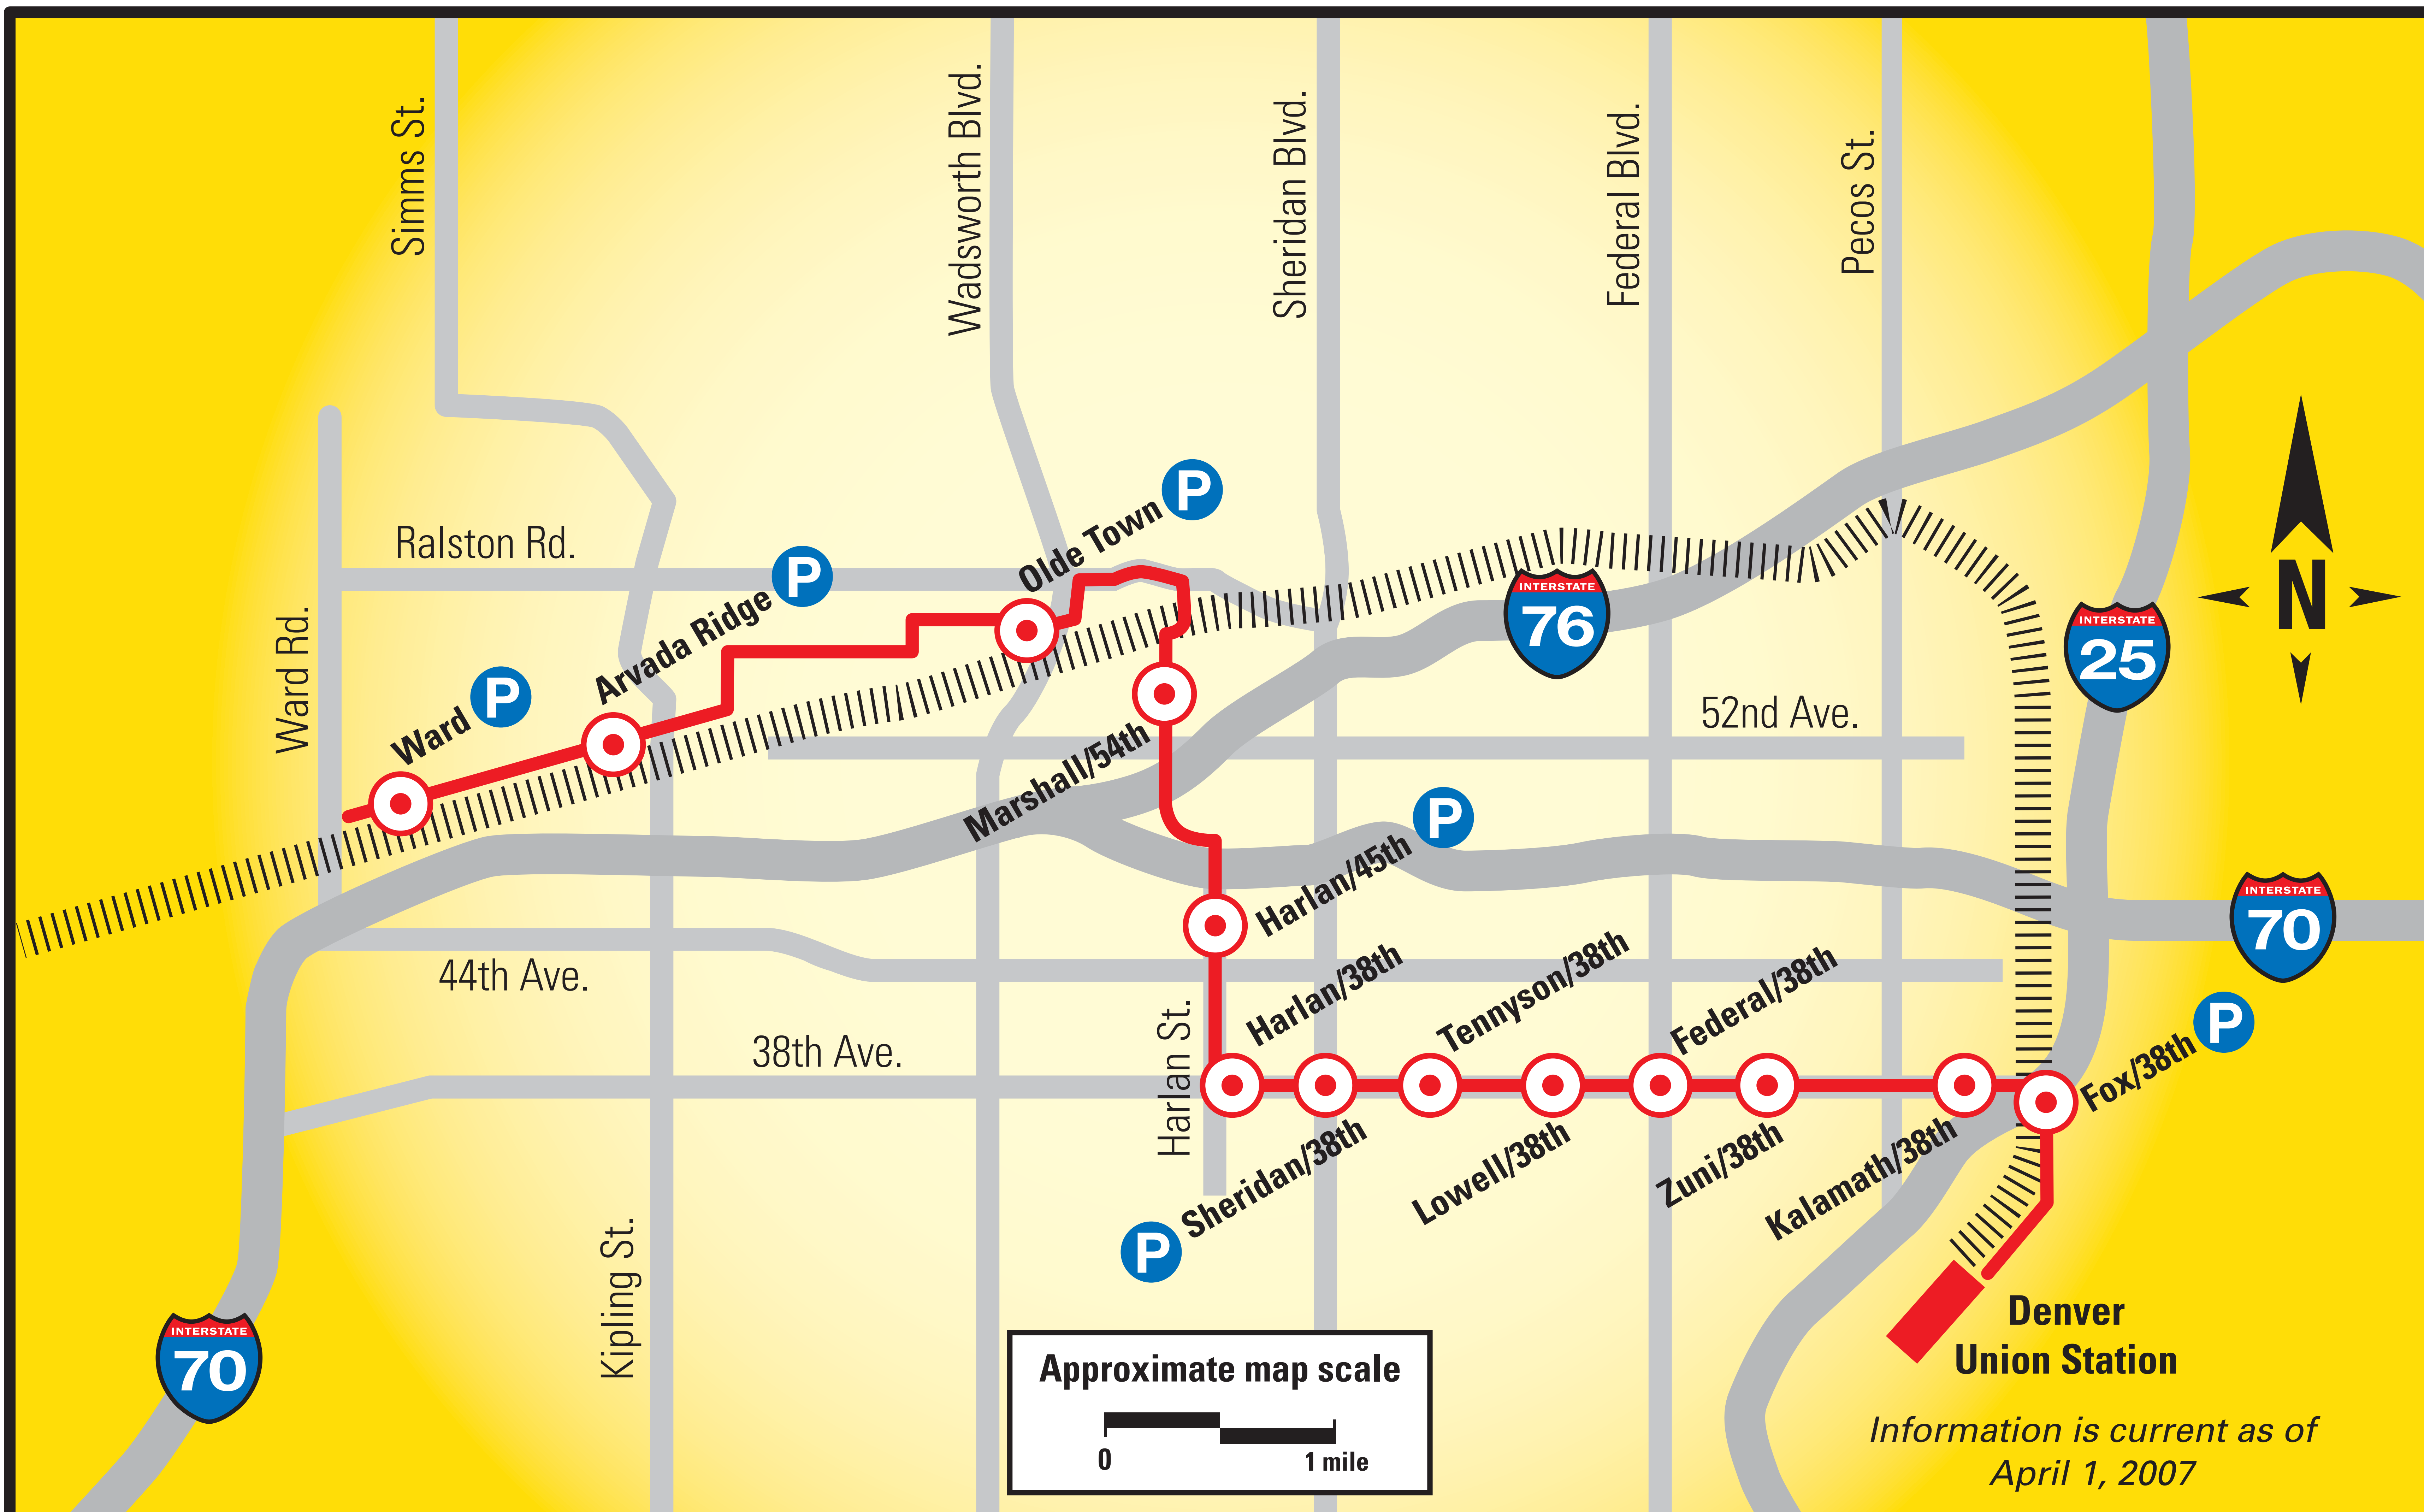 Simms St.
Wadsworth Blvd.
Sheridan Blvd.
Federal Blvd.
Pecos St.
Ralston Rd.
Olde Town
P
Arvada Ridge
P
INTERSTATE
76
N
INTERSTATE
25
Ward Rd.
Ward
P
52nd Ave.
Marshall/54th
Harlan/45th
P
INTERSTATE
70
44th Ave.
Harlan/38th
Tennyson/38th
Federal/38th
Fox/38th
P
38th Ave.
Harlan St.
Sheridan/38th
P
Lowell/38th
Zuni/38th
Kalamath/38th
Kipling St.
INTERSTATE
70
Denver
Union Station
Approximate map scale
0
1 mile
Information is current as of
April 1, 2007